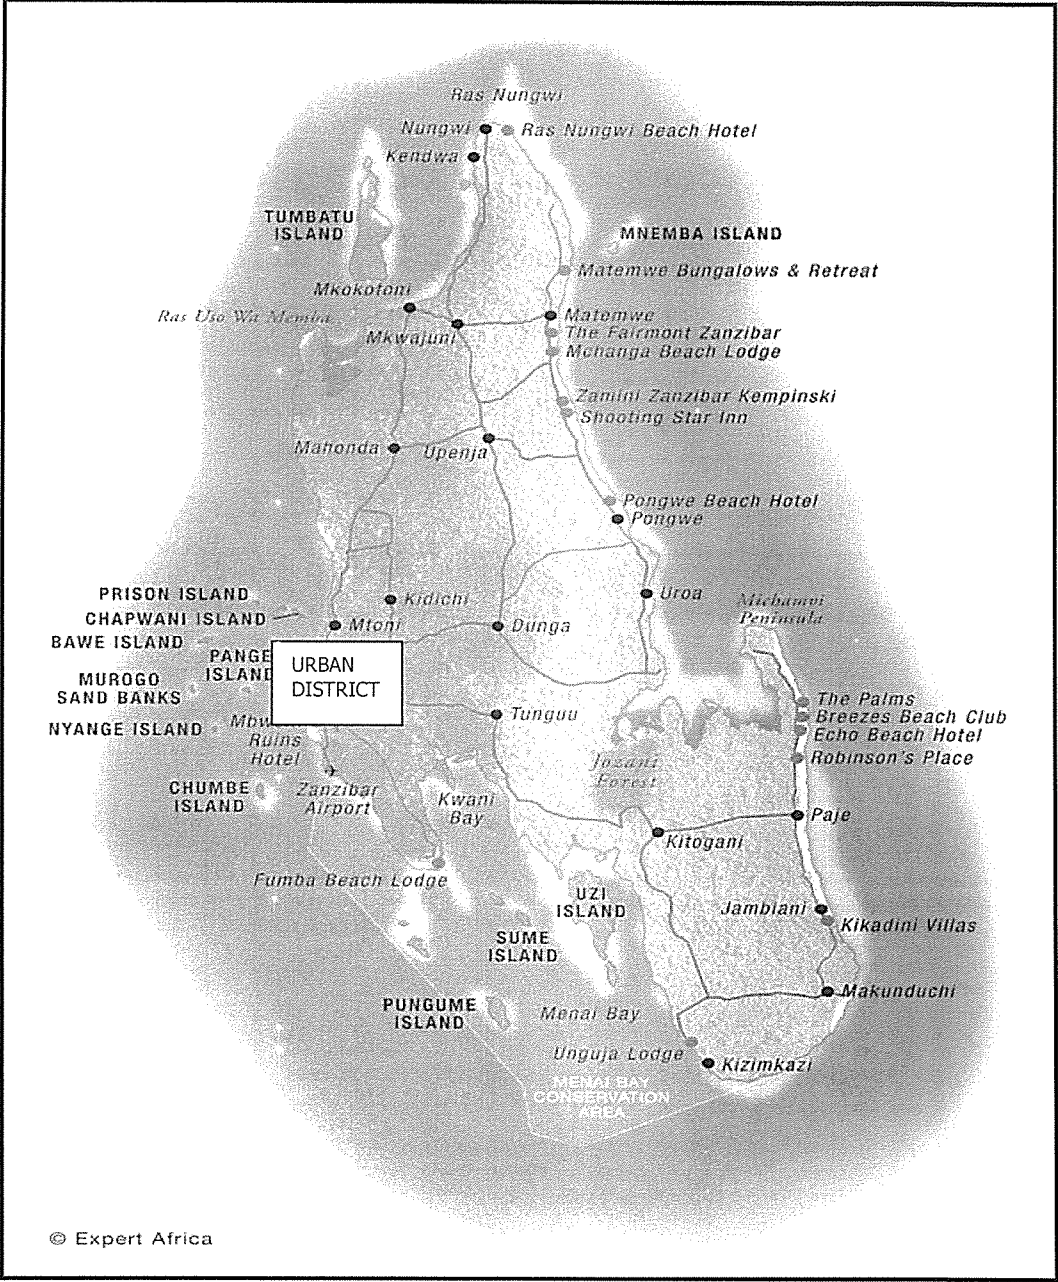 Ras Nungwi
Nungwi
Ras Nungwi Beach Hotel
Kendwa
TUMBATU
ISLAND
MNEMBA ISLAND
Matemwe Bungalows & Retreat
Mkokotoni
Ras Uso Wa Memba
Matemwe
The Fairmont Zanzibar
Mkwajuni
Mchanga Beach Lodge
Zamini Zanzibar Kempinski
Shooting Star Inn
Mahonda
Upenja
Pongwe Beach Hotel
Pongwe
PRISON ISLAND
Kidichi
Uroa
Michamvi
Peninsula
CHAPWANI ISLAND
Mtoni
Dunga
BAWE ISLAND
PANGE
ISLAND
URBAN
DISTRICT
MUROGO
SAND BANKS
The Palms
Breezes Beach Club
Echo Beach Hotel
NYANGE ISLAND
Mbw
Ruins
Hotel
Tunguu
Robinson's Place
Jozani
Forest
CHUMBE
ISLAND
Zanzibar
Airport
Kwani
Bay
Paje
Kitogani
Fumba Beach Lodge
UZI
ISLAND
Jambiani
Kikadini Villas
SUME
ISLAND
Makunduchi
PUNGUME
ISLAND
Menai Bay
Unguja Lodge
Kizimkazi
MENAI BAY
CONSERVATION
AREA
© Expert Africa